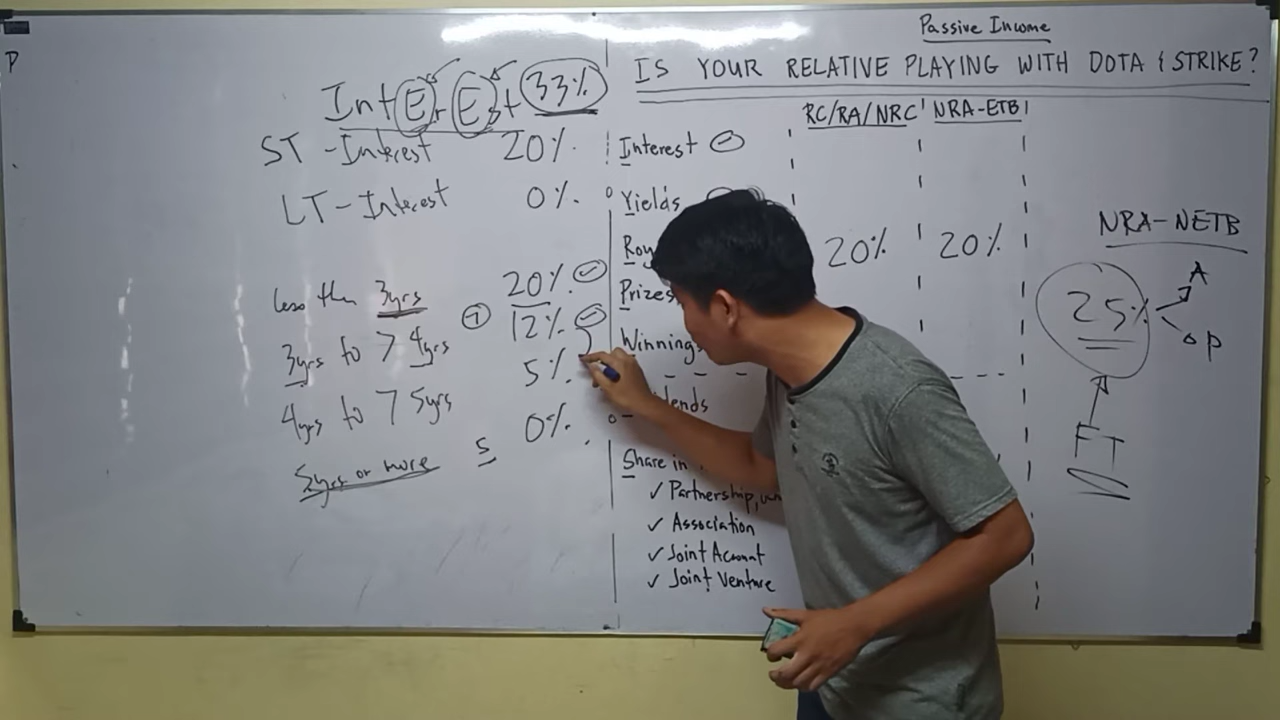 P
IntErEst 33%
ST - Interest 20%.
LT - Interest 0%.
less than 3yrs 20%.
3yrs to > 4yrs 12%.
4yrs to 7 5yrs 5%.
5yrs or more 5 0%.
Passive Income
IS YOUR RELATIVE PLAYING WITH DOTA & STRIKE?
RC/RA/NRC NRA-ETB
Interest
Yields
Roy 20% 20%
Prizes
Winnings
ends
Share in
✓ Partnership,
✓ Association
✓ Joint Account
✓ Joint Venture
NRA-NETB
25%
A
OP
FT